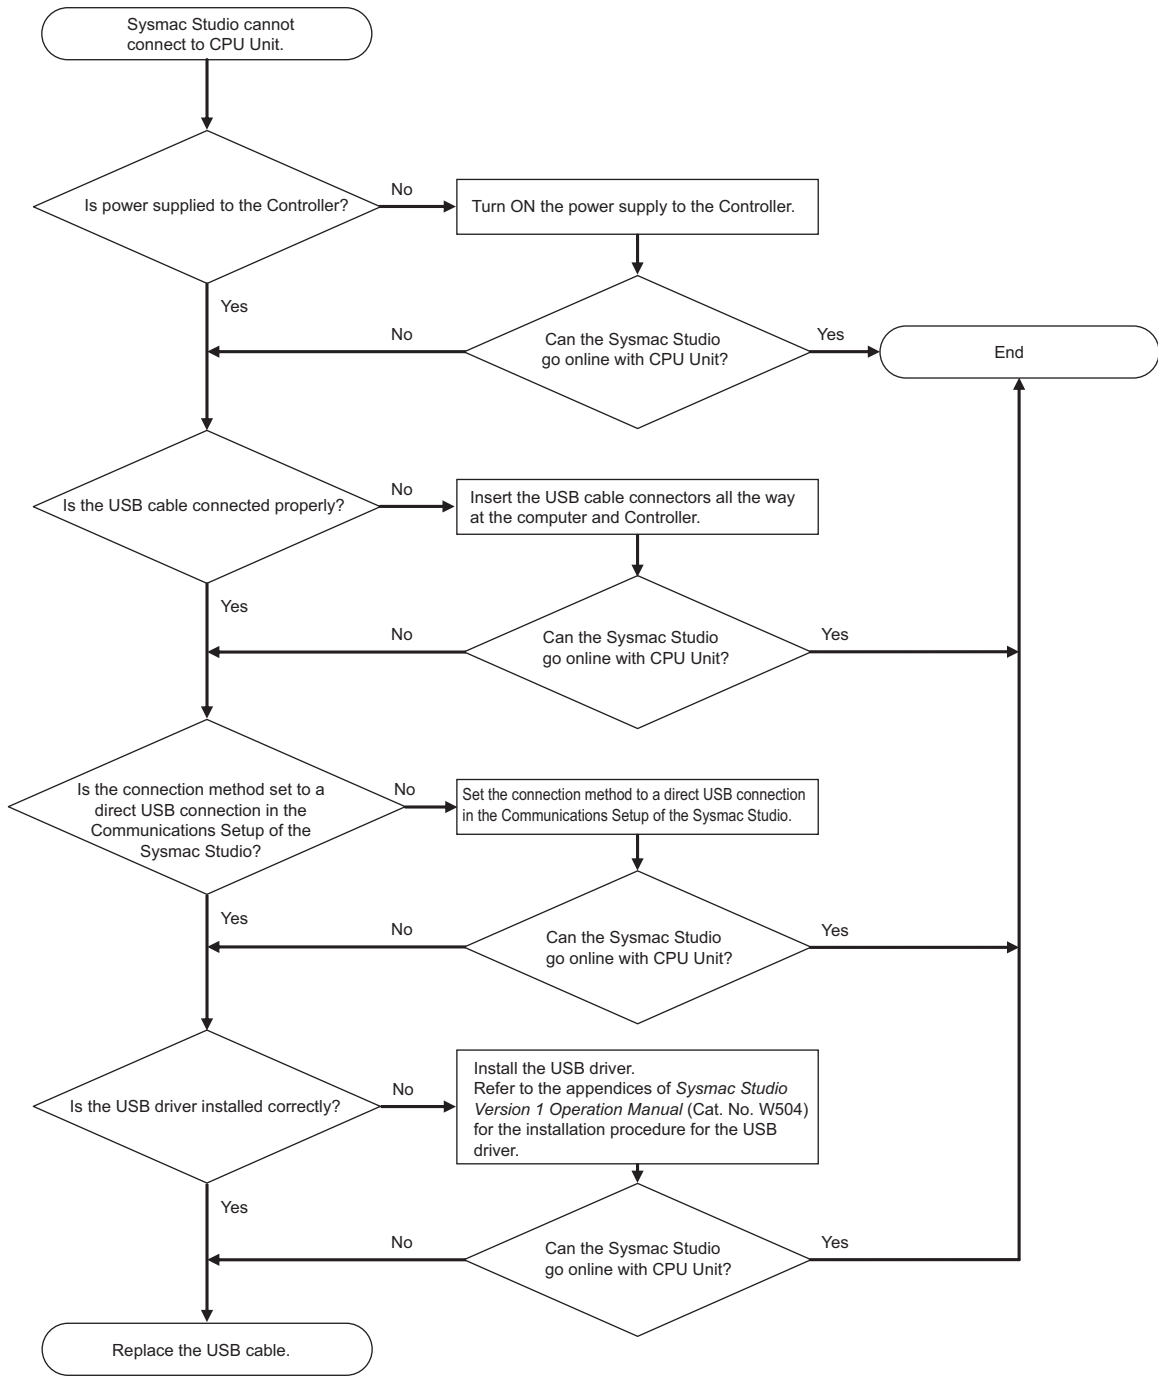 Sysmac Studio cannot
connect to CPU Unit.
Is power supplied to the Controller?
No
Turn ON the power supply to the Controller.
Yes
No
Can the Sysmac Studio
go online with CPU Unit?
Yes
End
Is the USB cable connected properly?
No
Insert the USB cable connectors all the way
at the computer and Controller.
Yes
No
Can the Sysmac Studio
go online with CPU Unit?
Yes
Is the connection method set to a
direct USB connection in the
Communications Setup of the
Sysmac Studio?
No
Set the connection method to a direct USB connection
in the Communications Setup of the Sysmac Studio.
Yes
No
Can the Sysmac Studio
go online with CPU Unit?
Yes
Is the USB driver installed correctly?
No
Install the USB driver.
Refer to the appendices of Sysmac Studio
Version 1 Operation Manual (Cat. No. W504)
for the installation procedure for the USB
driver.
Yes
No
Can the Sysmac Studio
go online with CPU Unit?
Yes
Replace the USB cable.